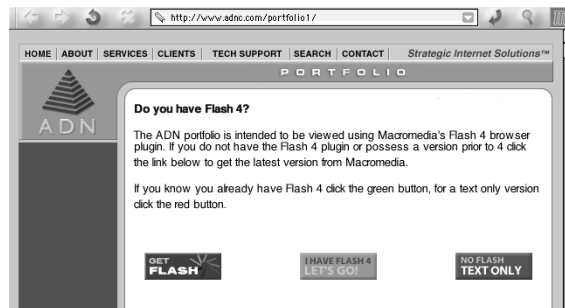 http://www.adnc.com/portfolio1/
HOME ABOUT SERVICES CLIENTS TECH SUPPORT SEARCH CONTACT Strategic Internet Solutions™
PORTFOLIO
ADN
Do you have Flash 4?
The ADN portfolio is intended to be viewed using Macromedia's Flash 4 browser
plugin. If you do not have the Flash 4 plugin or possess a version prior to 4 click
the link below to get the latest version from Macromedia.
If you know you already have Flash 4 click the green button, for a text only version
click the red button.
GET
FLASH
I HAVE FLASH 4
LET'S GO!
NO FLASH
TEXT ONLY